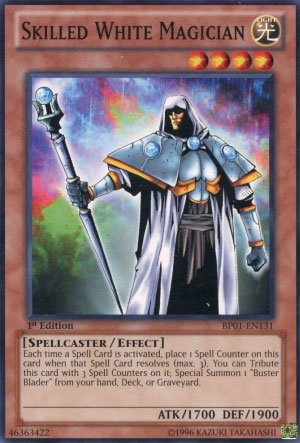 Skilled White Magician
LIGHT
光
1st Edition
BP01-EN131
[Spellcaster / Effect]
Each time a Spell Card is activated, place 1 Spell Counter on this
card when that Spell Card resolves (max. 3). You can Tribute
this card with 3 Spell Counters on it; Special Summon 1 "Buster
Blader" from your hand, Deck, or Graveyard.
ATK/1700 DEF/1900
46363422
©1996 KAZUKI TAKAHASHI